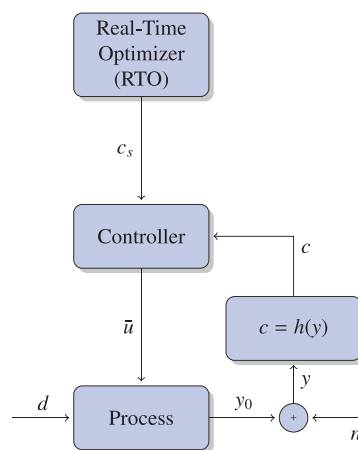 Real-Time
Optimizer
(RTO)
c_s
Controller
c
ū
c = h(y)
y
d
Process
y_0
+
n